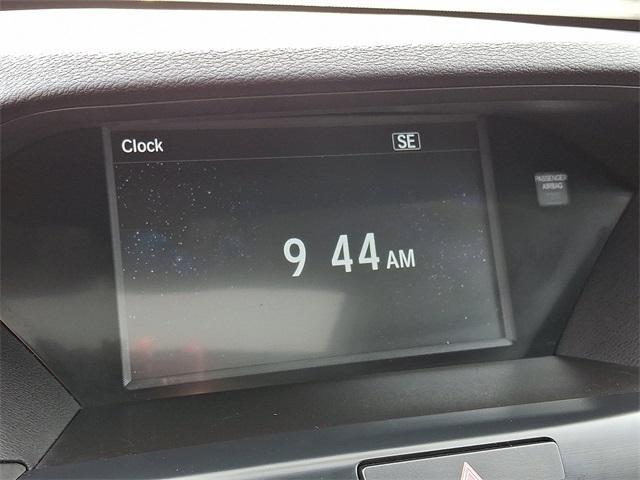 Clock SE
PASSENGER
AIRBAG
9 44 AM